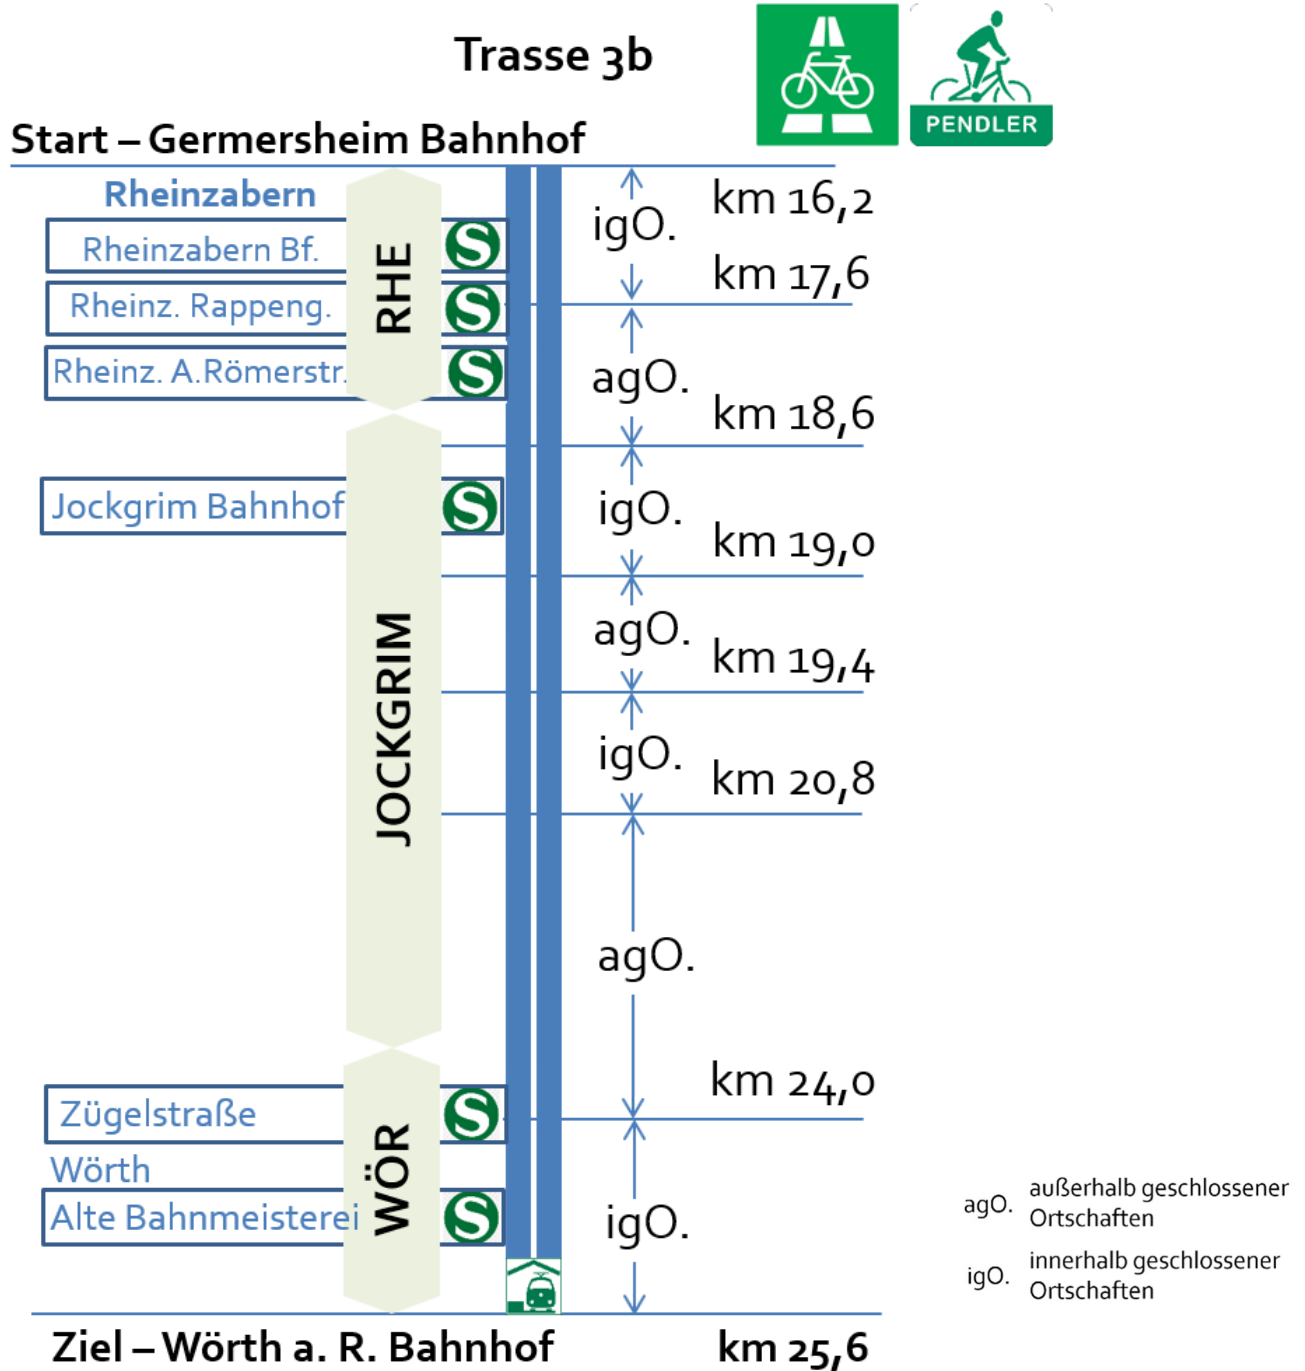 Trasse 3b
PENDLER
Start – Germersheim Bahnhof
Rheinzabern
km 16,2
igO.
Rheinzabern Bf.
S
RHE
km 17,6
Rheinz. Rappeng.
S
Rheinz. A.Römerstr.
S
agO.
km 18,6
Jockgrim Bahnhof
S
igO.
km 19,0
JOCKGRIM
agO.
km 19,4
igO.
km 20,8
agO.
km 24,0
Zügelstraße
S
Wörth
WÖR
Alte Bahnmeisterei
S
igO.
agO. außerhalb geschlossener
Ortschaften
igO. innerhalb geschlossener
Ortschaften
Ziel – Wörth a. R. Bahnhof
km 25,6